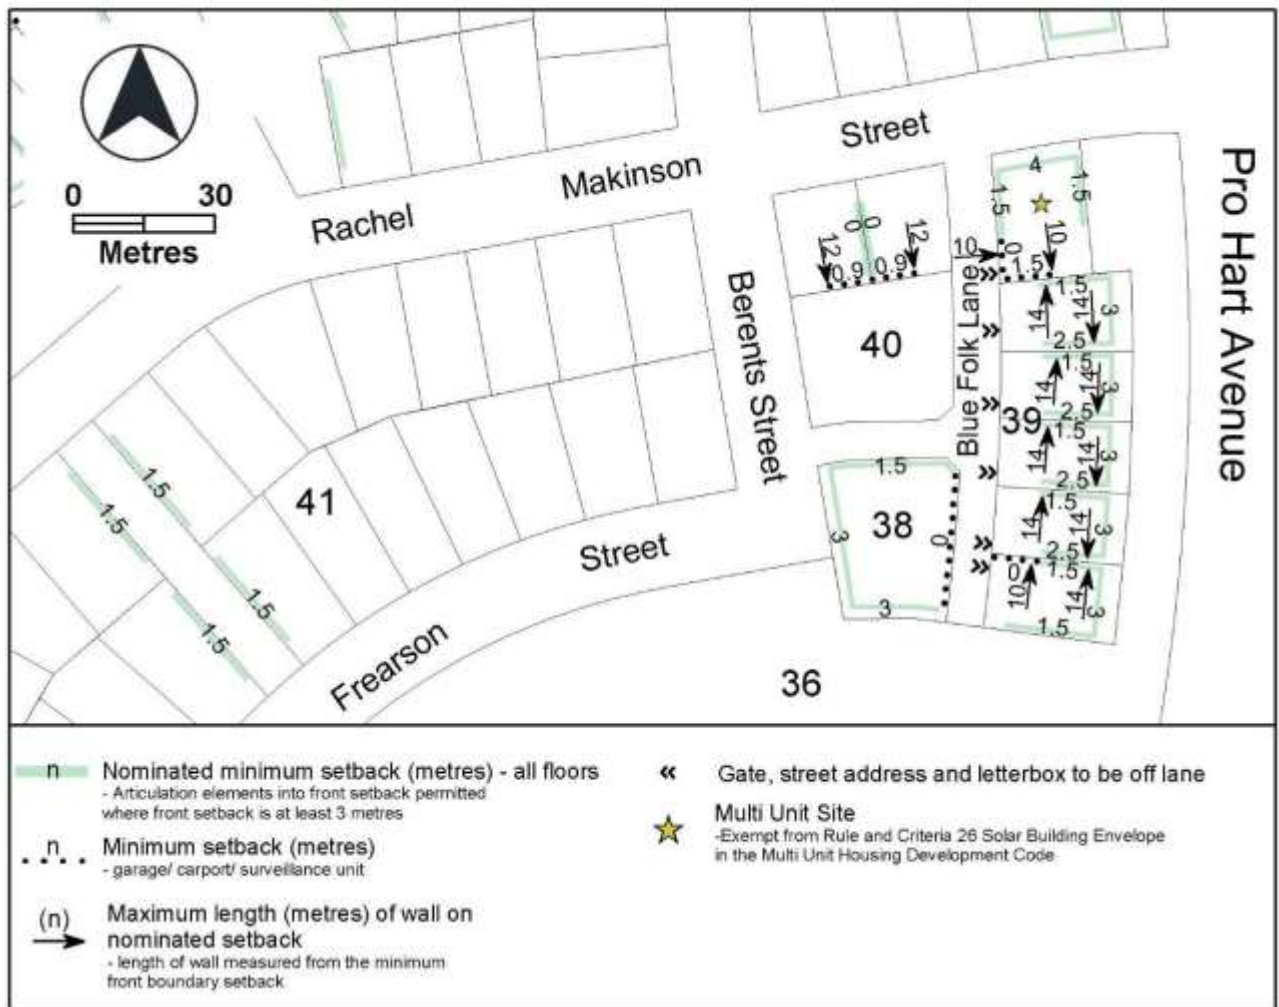 0 30
Metres
Rachel
Makinson
Street
Pro Hart Avenue
Berents Street
Blue Folk Lane
Frearson
Street
4
1.5
1.5
10
0
10
1.5
12
0
0
12
0.9
0.9
40
1.5
14
14
3
2.5
1.5
14
14
3
2.5
39
1.5
14
14
3
2.5
1.5
14
14
3
2.5
0
1.5
10
14
3
1.5
1.5
38
3
0
3
41
1.5
1.5
1.5
1.5
36
n Nominated minimum setback (metres) - all floors
- Articulation elements into front setback permitted
where front setback is at least 3 metres
n Minimum setback (metres)
- garage/ carport/ surveillance unit
(n) Maximum length (metres) of wall on
nominated setback
- length of wall measured from the minimum
front boundary setback
« Gate, street address and letterbox to be off lane
Multi Unit Site
-Exempt from Rule and Criteria 26 Solar Building Envelope
in the Multi Unit Housing Development Code